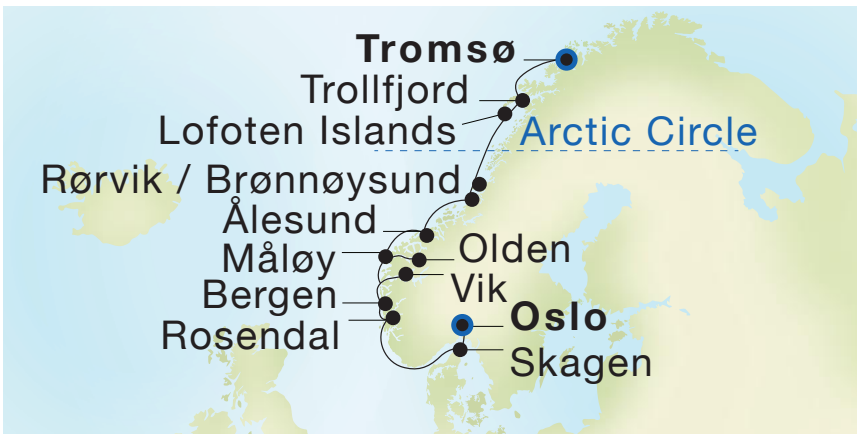 Tromsø
Trollfjord
Lofoten Islands
Arctic Circle
Rørvik / Brønnøysund
Ålesund
Olden
Måløy
Vik
Bergen
Oslo
Rosendal
Skagen